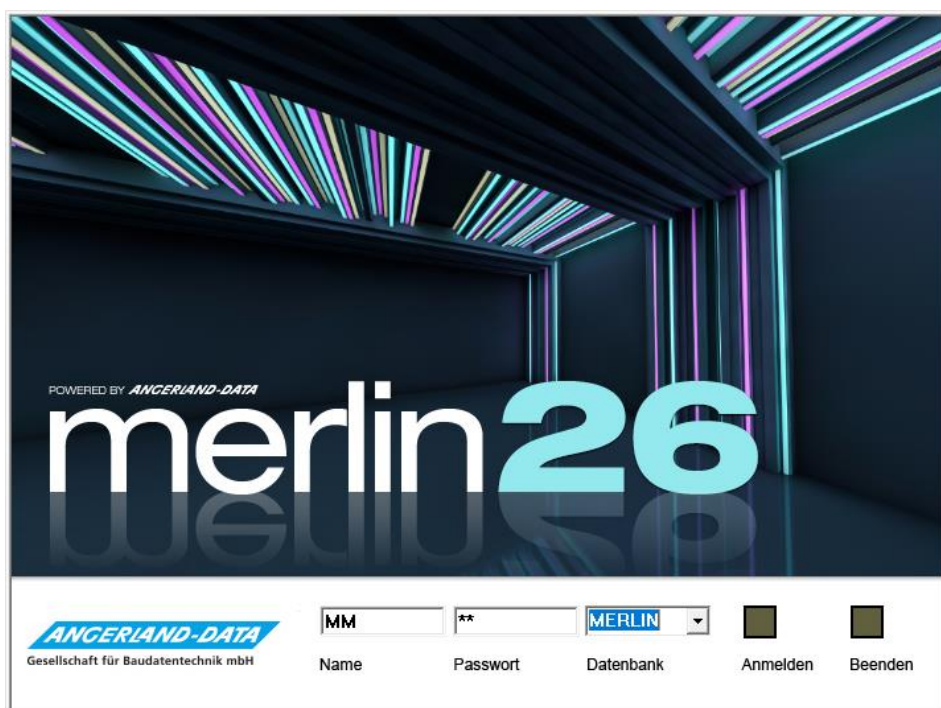 POWERED BY ANGERLAND-DATA
merlin26
ANGERLAND-DATA
Gesellschaft für Baudatentechnik mbH
MM ** MERLIN
Name Passwort Datenbank Anmelden Beenden